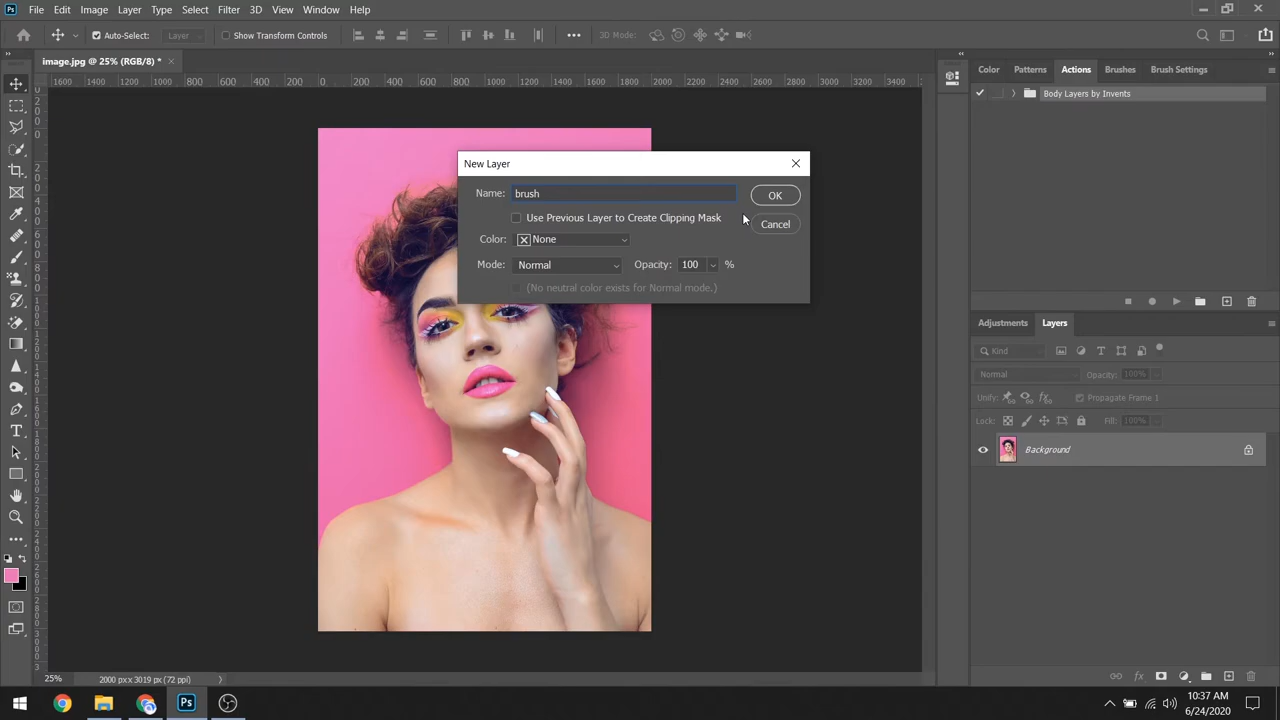 Ps File Edit Image Layer Type Select Filter 3D View Window Help
Auto-Select: Layer Show Transform Controls 3D Mode:
image.jpg @ 25% (RGB/8) *
1600 1400 1200 1000 800 600 400 200 0 200 400 600 800 1000 1200 1400 1600 1800 2000 2200 2400 2600 2800 3000 3200 3400
Color Patterns Actions Brushes Brush Settings
Body Layers by Invents
New Layer
Name: brush
OK
Use Previous Layer to Create Clipping Mask
Cancel
Color: None
Mode: Normal Opacity: 100 %
(No neutral color exists for Normal mode.)
Adjustments Layers
Kind
Normal Opacity: 100%
Unify: Propagate Frame 1
Lock: Fill: 100%
Background
25% 2000 px x 3019 px (72 ppi)
Ps
10:37 AM
6/24/2020